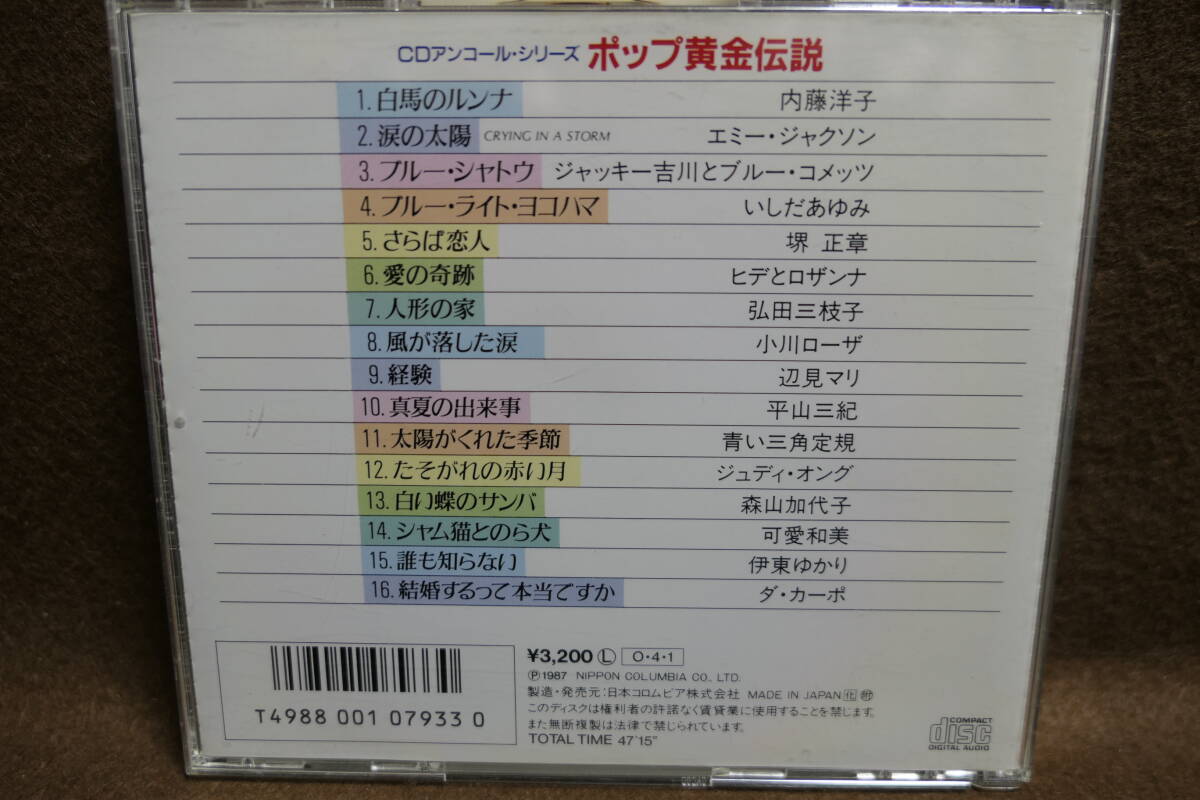 CDアンコール・シリーズ ポップ黄金伝説
1. 白馬のルンナ 内藤洋子
2. 涙の太陽 CRYING IN A STORM エミー・ジャクソン
3. ブルー・シャトウ ジャッキー吉川とブルー・コメッツ
4. ブルー・ライト・ヨコハマ いしだあゆみ
5. さらば恋人 堺 正章
6. 愛の奇跡 ヒデとロザンナ
7. 人形の家 弘田三枝子
8. 風が落した涙 小川ローザ
9. 経験 辺見マリ
10. 真夏の出来事 平山三紀
11. 太陽がくれた季節 青い三角定規
12. たそがれの赤い月 ジュディ・オング
13. 白い蝶のサンバ 森山加代子
14. シャム猫とのら犬 可愛和美
15. 誰も知らない 伊東ゆかり
16. 結婚するって本当ですか ダ・カーポ
T4988 001 07933 0
¥3,200 Ⓛ O・4・1
Ⓟ1987 NIPPON COLUMBIA CO., LTD.
製造・発売元：日本コロムビア株式会社 MADE IN JAPAN
このディスクは権利者の許諾なく賃貸業に使用することを禁じます。
また無断複製は法律で禁じられています。
TOTAL TIME 47'15"
COMPACT
disc
DIGITAL AUDIO